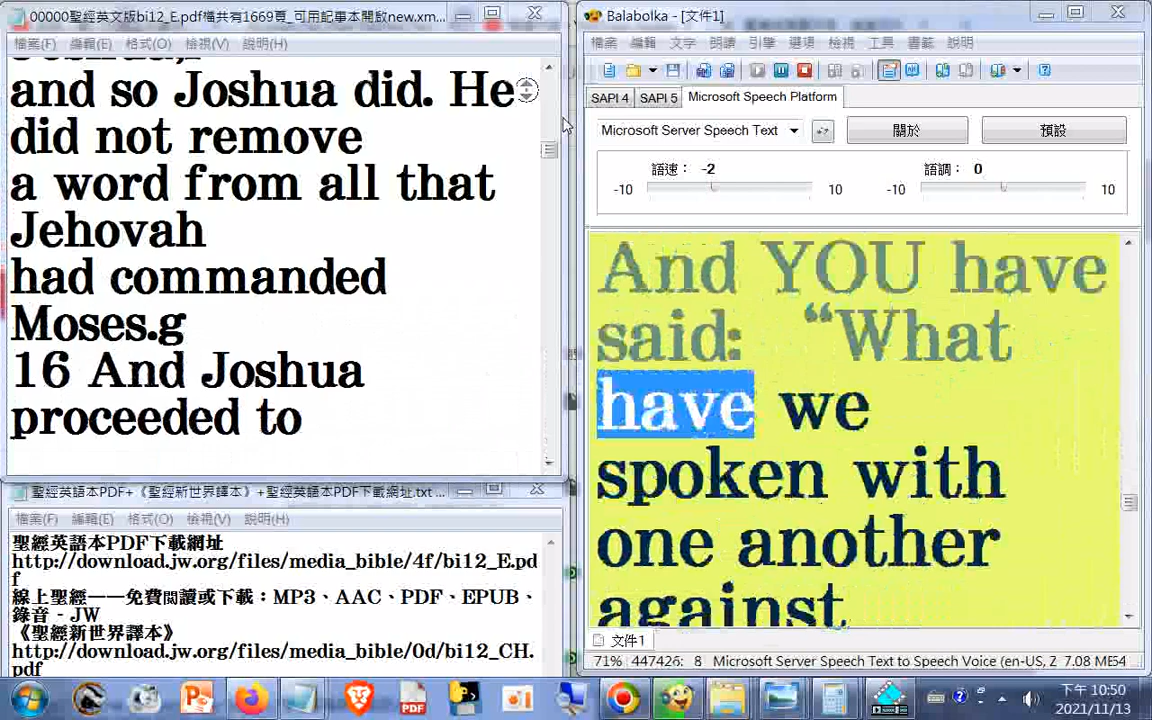 00000聖經英文版bi12_E.pdf檔共有1669頁_可用記事本開啟new.xm...
檔案(F) 編輯(E) 格式(O) 檢視(V) 說明(H)
and so Joshua did. He
did not remove
a word from all that
Jehovah
had commanded
Moses.g
16 And Joshua
proceeded to
聖經英語本PDF+《聖經新世界譯本》+聖經英語本PDF下載網址.txt ...
檔案(F) 編輯(E) 格式(O) 檢視(V) 說明(H)
聖經英語本PDF下載網址
http://download.jw.org/files/media_bible/4f/bi12_E.pd
f
線上聖經——免費閱讀或下載：MP3、AAC、PDF、EPUB、
錄音 - JW
《聖經新世界譯本》
http://download.jw.org/files/media_bible/0d/bi12_CH.
pdf
Balabolka - [文件1]
檔案 編輯 文字 朗讀 引擎 選項 檢視 工具 書籤 說明
SAPI 4 SAPI 5 Microsoft Speech Platform
Microsoft Server Speech Text 關於 預設
語速： -2 語調： 0
-10 10 -10 10
And YOU have
said: “What
have we
spoken with
one another
against
文件1
71% 447426: 8 Microsoft Server Speech Text to Speech Voice (en-US, Z 7.08 ME54
下午 10:50
2021/11/13